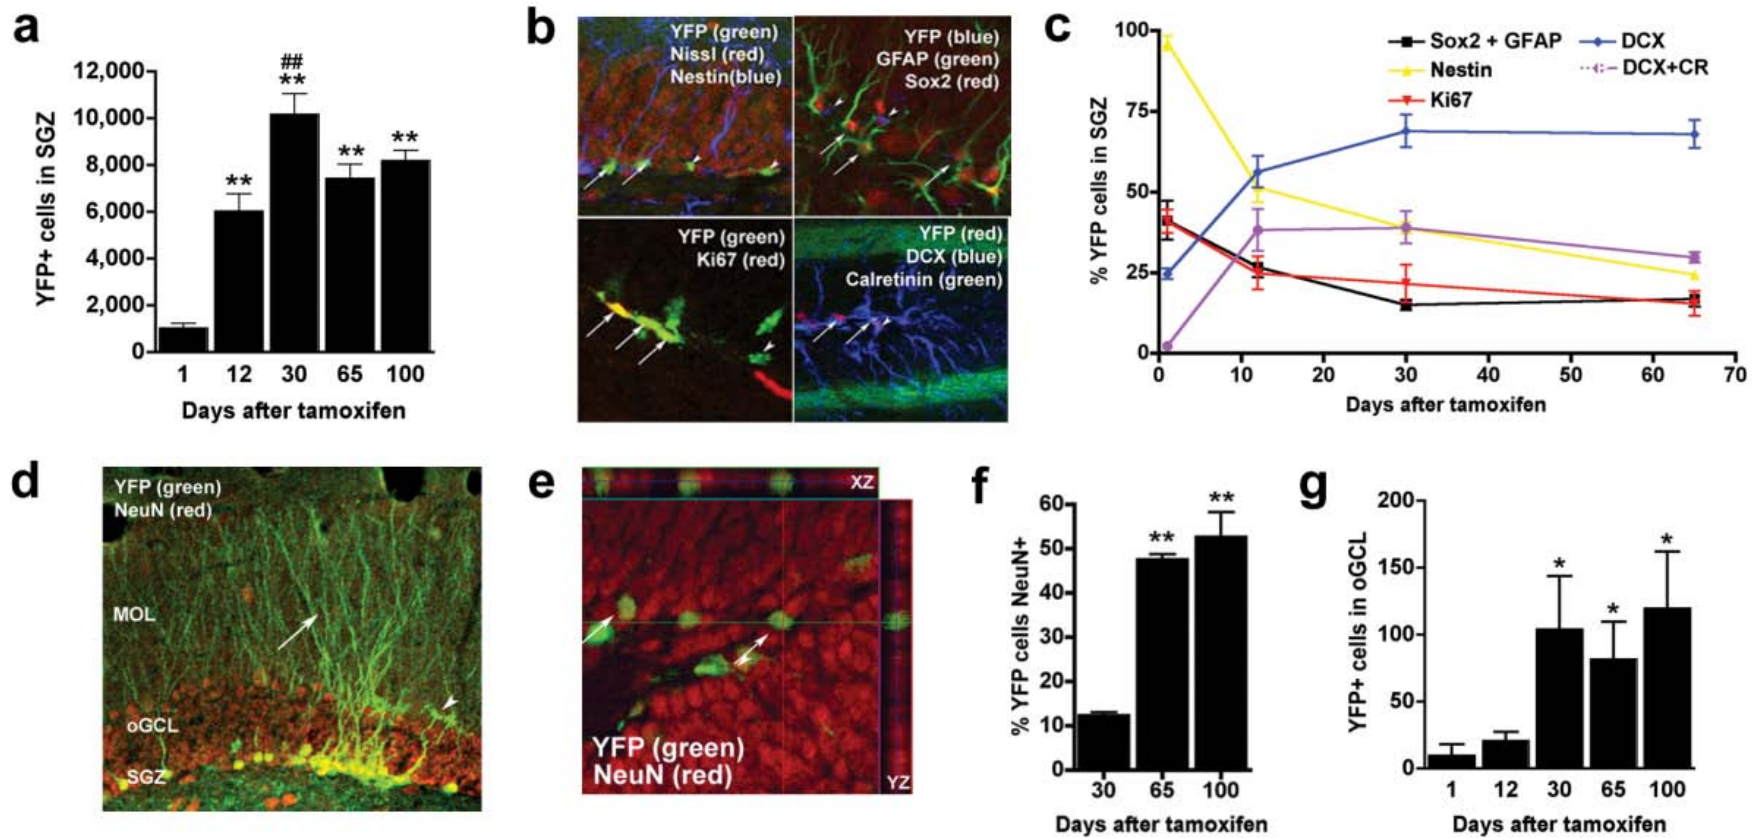 a
YFP+ cells in SGZ
12,000
10,000
8,000
6,000
4,000
2,000
0
**
##
**
**
**
1 12 30 65 100
Days after tamoxifen
b
YFP (green)
Nissl (red)
Nestin(blue)
YFP (blue)
GFAP (green)
Sox2 (red)
YFP (green)
Ki67 (red)
YFP (red)
DCX (blue)
Calretinin (green)
c
% YFP cells in SGZ
100
75
50
25
0
Sox2 + GFAP
Nestin
Ki67
DCX
DCX+CR
0 10 20 30 40 50 60 70
Days after tamoxifen
d
YFP (green)
NeuN (red)
MOL
oGCL
SGZ
e
XZ
YFP (green)
NeuN (red)
YZ
f
% YFP cells NeuN+
60
50
40
30
20
10
0
**
**
30 65 100
Days after tamoxifen
g
YFP+ cells in oGCL
200
150
100
50
0
*
*
*
1 12 30 65 100
Days after tamoxifen